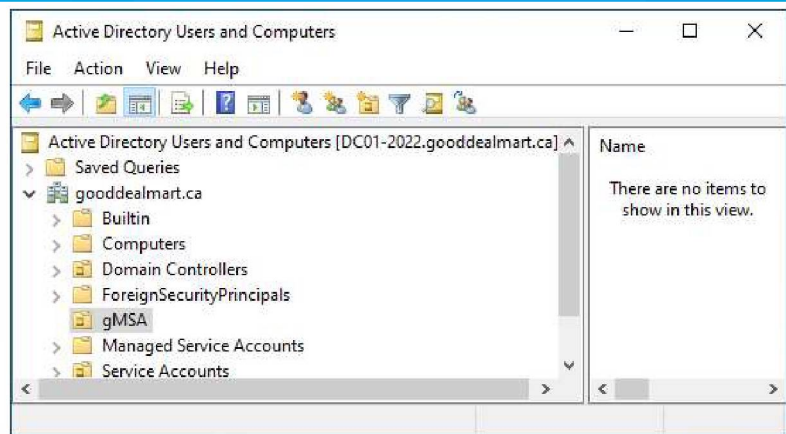 Active Directory Users and Computers
File Action View Help
Active Directory Users and Computers [DC01-2022.gooddealmart.ca]
Saved Queries
gooddealmart.ca
Builtin
Computers
Domain Controllers
ForeignSecurityPrincipals
gMSA
Managed Service Accounts
Service Accounts
Name
There are no items to
show in this view.